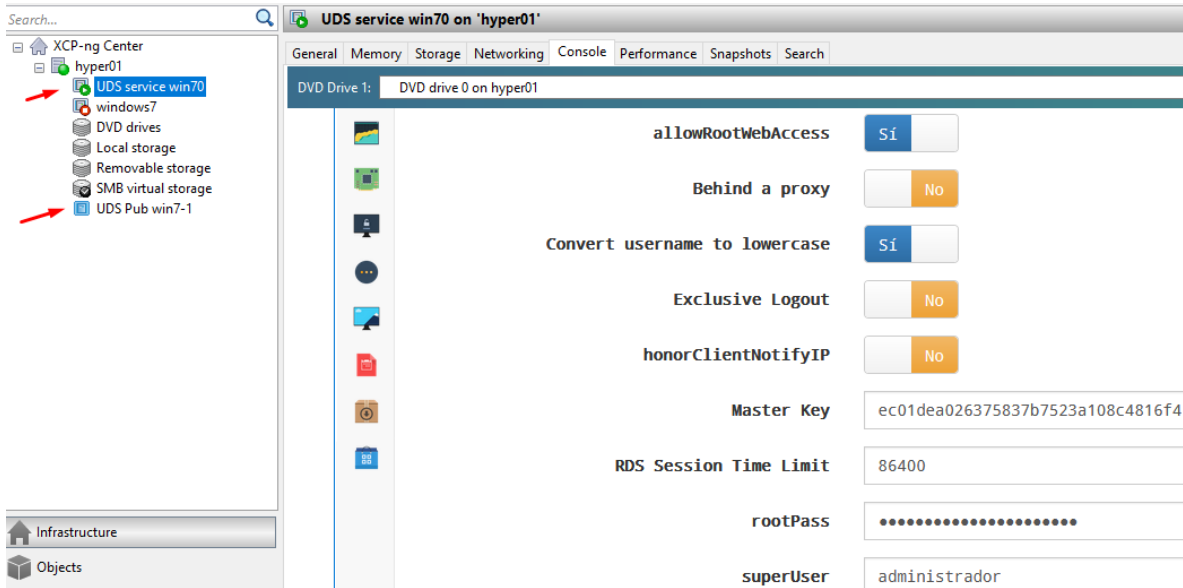 Search...
XCP-ng Center
hyper01
UDS service win70
windows7
DVD drives
Local storage
Removable storage
SMB virtual storage
UDS Pub win7-1
Infrastructure
Objects
UDS service win70 on 'hyper01'
General Memory Storage Networking Console Performance Snapshots Search
DVD Drive 1: DVD drive 0 on hyper01
allowRootWebAccess Sí
Behind a proxy No
Convert username to lowercase Sí
Exclusive Logout No
honorClientNotifyIP No
Master Key ec01dea026375837b7523a108c4816f4
RDS Session Time Limit 86400
rootPass ••••••••••••••••••••••
superUser administrador